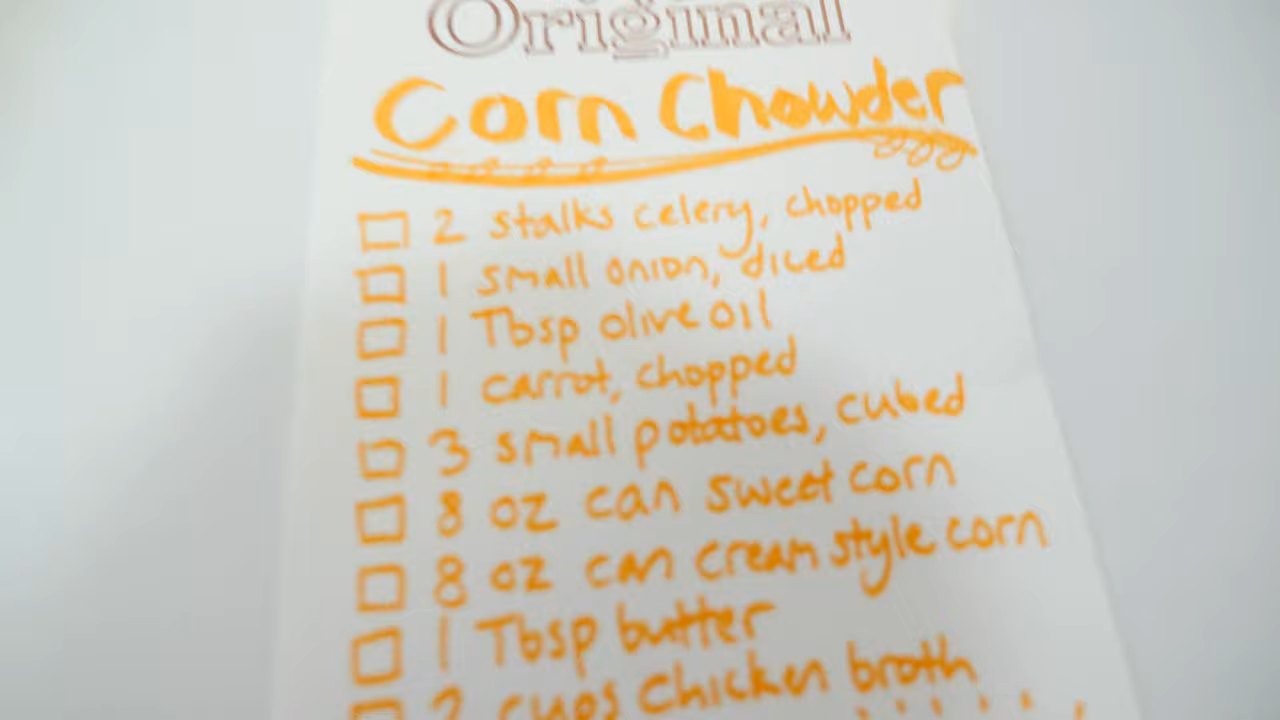 Original
Corn Chowder
2 stalks celery, chopped
1 small onion, diced
1 Tbsp olive oil
1 carrot, chopped
3 small potatoes, cubed
8 oz can sweet corn
8 oz can cream style corn
1 Tbsp butter
2 cups chicken broth